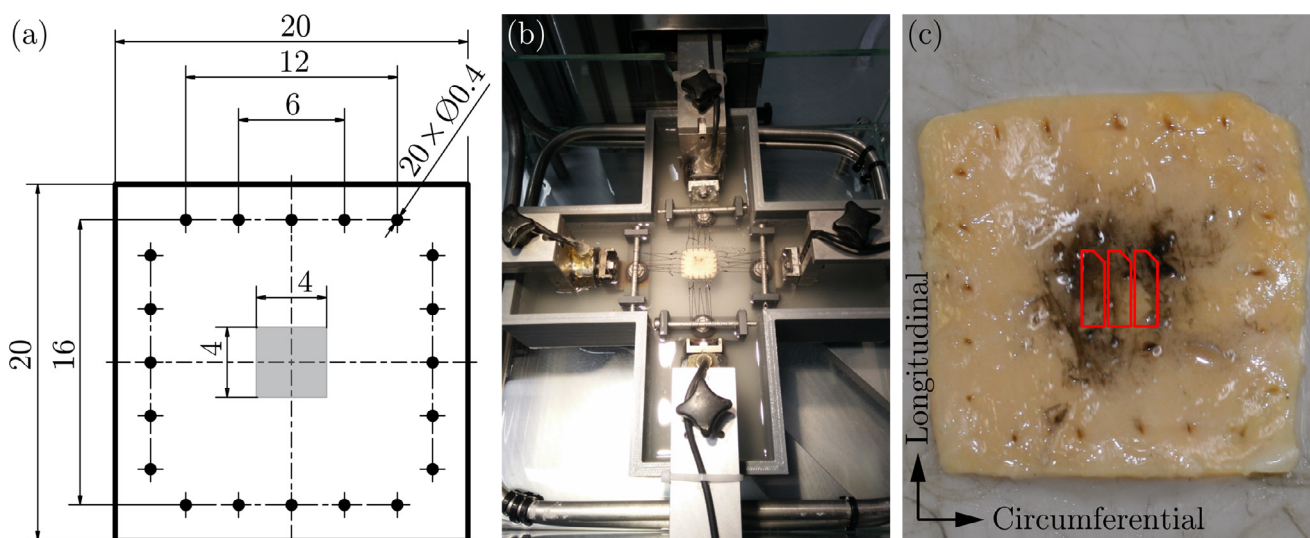 (a)
20
12
6
20 × Ø0.4
20
16
4
4
(b)
(c)
Longitudinal
Circumferential